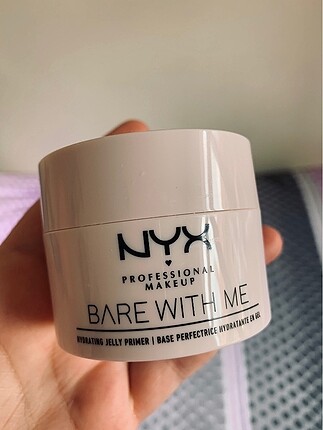 NYX
PROFESSIONAL
MAKEUP
BARE WITH ME
HYDRATING JELLY PRIMER | BASE PERFECTRICE HYDRATANTE EN GEL